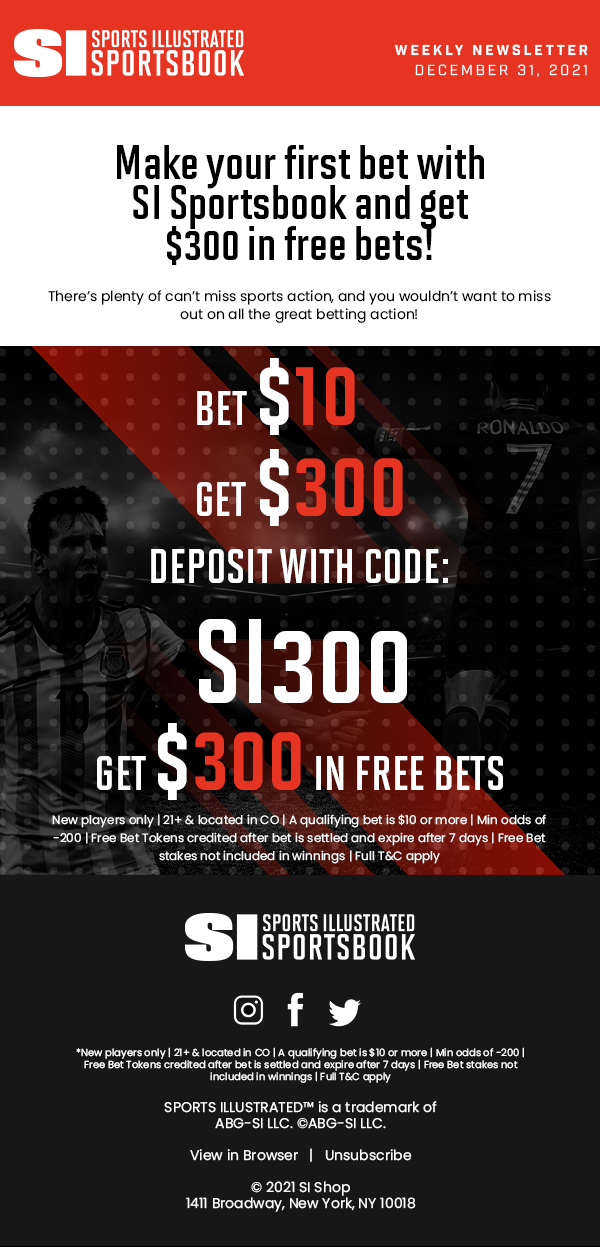 SI SPORTS ILLUSTRATED
SPORTSBOOK
WEEKLY NEWSLETTER
DECEMBER 31, 2021
Make your first bet with
SI Sportsbook and get
$300 in free bets!
There's plenty of can't miss sports action, and you wouldn't want to miss
out on all the great betting action!
BET $10
RONALDO
7
GET $300
DEPOSIT WITH CODE:
SI300
10
GET $300 IN FREE BETS
New players only | 21+ & located in CO | A qualifying bet is $10 or more | Min odds of
-200 | Free Bet Tokens credited after bet is settled and expire after 7 days | Free Bet
stakes not included in winnings | Full T&C apply
SI SPORTS ILLUSTRATED
SPORTSBOOK
*New players only | 21+ & located in CO | A qualifying bet is $10 or more | Min odds of -200 |
Free Bet Tokens credited after bet is settled and expire after 7 days | Free Bet stakes not
included in winnings | Full T&C apply
SPORTS ILLUSTRATED™ is a trademark of
ABG-SI LLC. ©ABG-SI LLC.
View in Browser | Unsubscribe
© 2021 SI Shop
1411 Broadway, New York, NY 10018